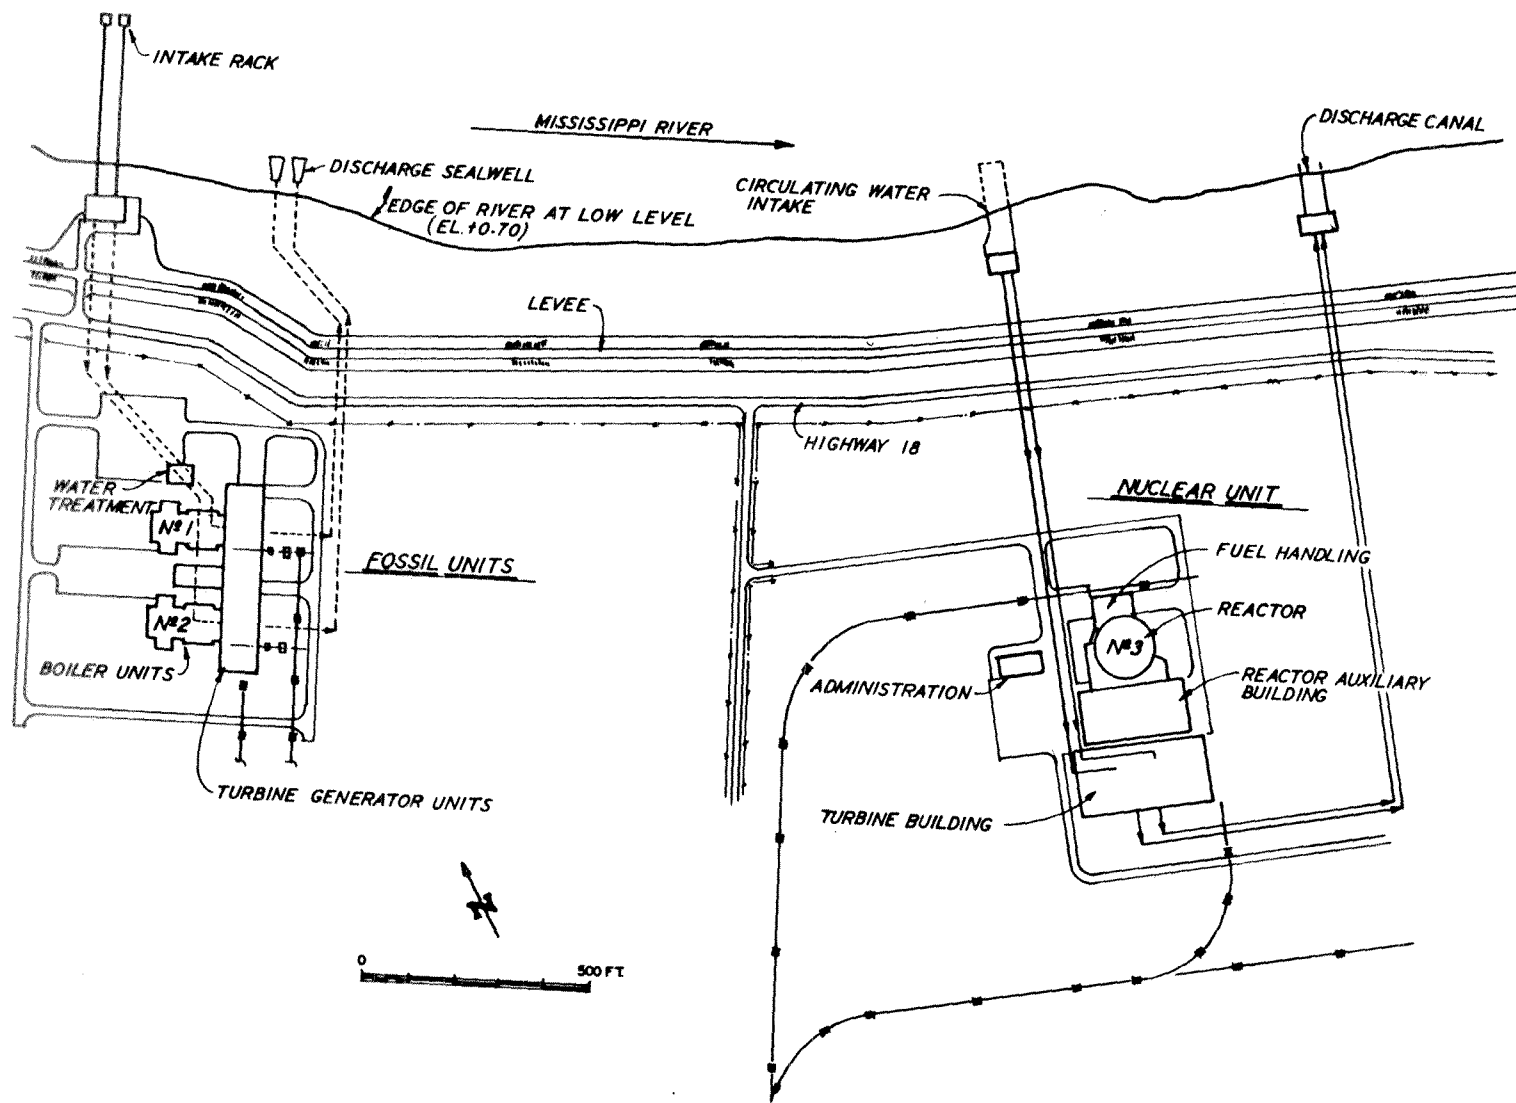 INTAKE RACK
MISSISSIPPI RIVER
DISCHARGE CANAL
DISCHARGE SEALWELL
CIRCULATING WATER
INTAKE
EDGE OF RIVER AT LOW LEVEL
(EL. +0.70)
LEVEE
HIGHWAY 18
WATER
TREATMENT
Nº1
NUCLEAR UNIT
FOSSIL UNITS
FUEL HANDLING
REACTOR
Nº2
Nº3
BOILER UNITS
ADMINISTRATION
REACTOR AUXILIARY
BUILDING
TURBINE GENERATOR UNITS
TURBINE BUILDING
N
0
500 FT.